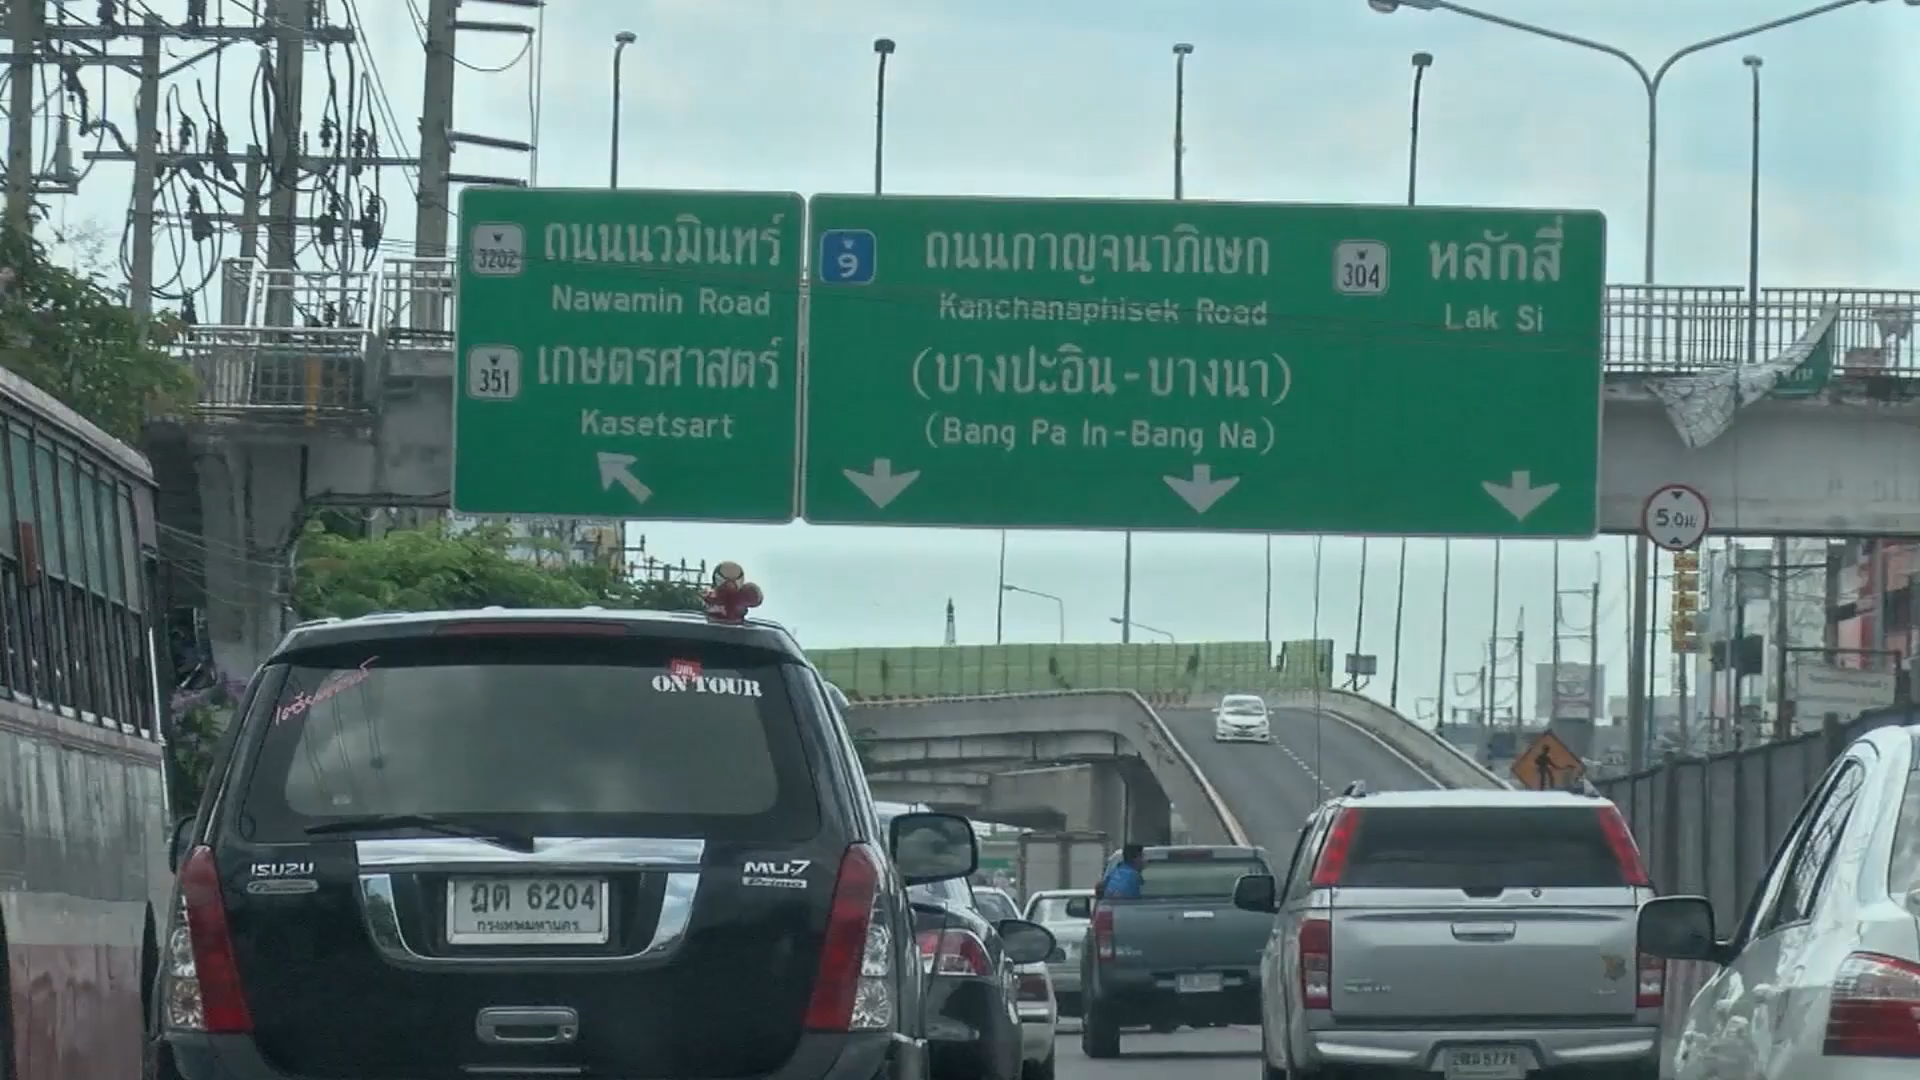 3202 ถนนนวมินทร์
Nawamin Road
351 เกษตรศาสตร์
Kasetsart
9 ถนนกาญจนาภิเษก
Kanchanaphisek Road
(บางปะอิน-บางนา)
(Bang Pa In-Bang Na)
304 หลักสี่
Lak Si
5.0ม
ON TOUR
ISUZU
MU-7
Primo
ฎต 6204
กรุงเทพมหานคร